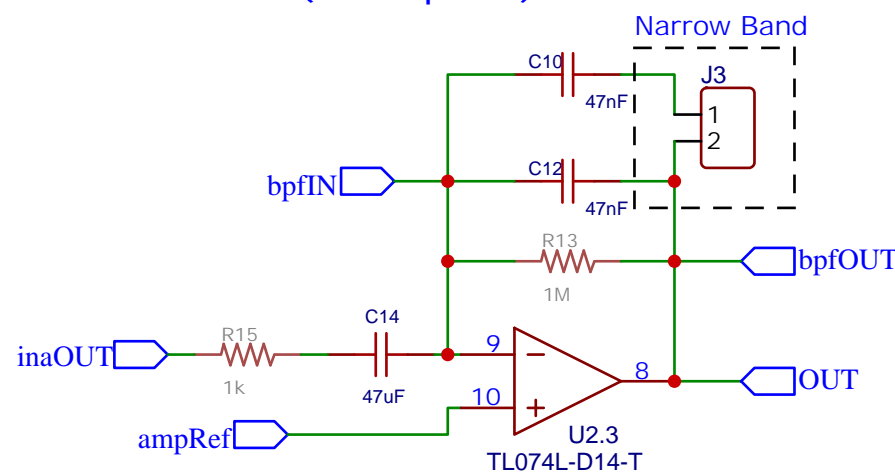 Narrow Band
C10
47nF
J3
1
2
bpfIN
C12
47nF
R13
1M
bpfOUT
inaOUT
R15
1k
C14
47uF
9
8
10
OUT
ampRef
U2.3
TL074L-D14-T